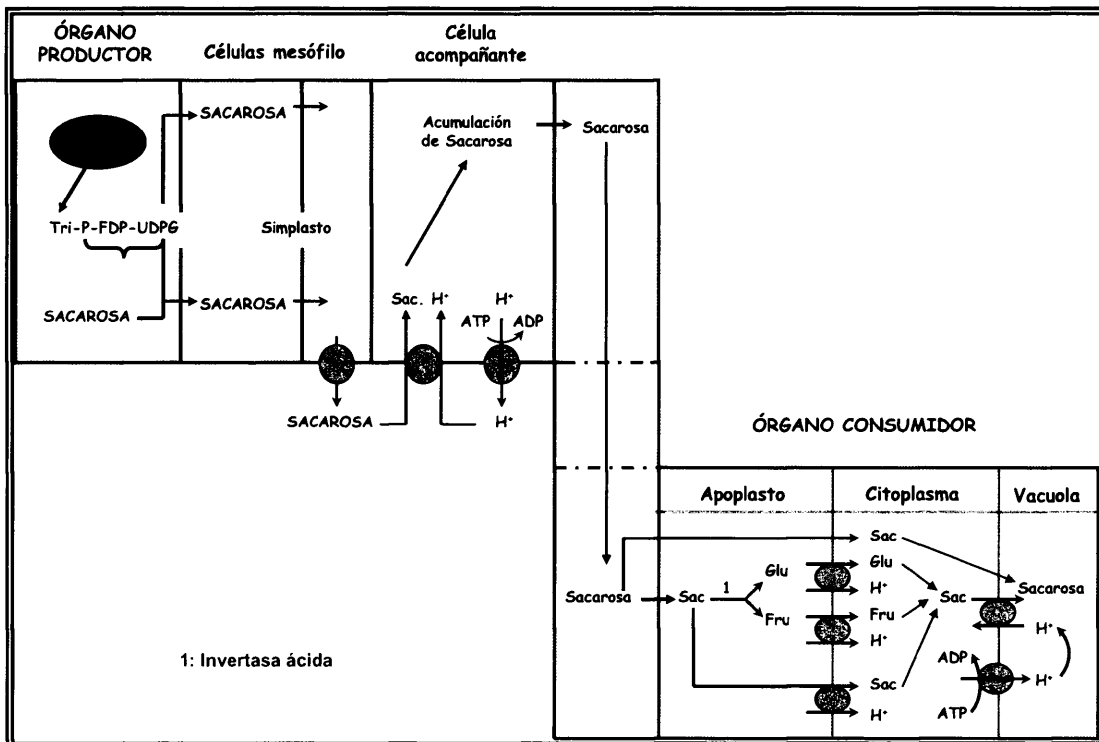 ÓRGANO
PRODUCTOR
Células mesófilo
Célula
acompañante
SACAROSA
Acumulación
de Sacarosa
Sacarosa
Tri-P-FDP-UDPG
Simplasto
SACAROSA
SACAROSA
Sac. H⁺
H⁺
ATP ADP
SACAROSA
H⁺
ÓRGANO CONSUMIDOR
Apoplasto
Citoplasma
Vacuola
Sac
Glu
Glu
H⁺
Sacarosa
Sac
1
Sac
Sacarosa
Fru
Fru
H⁺
H⁺
1: Invertasa ácida
ADP
Sac
H⁺
H⁺
ATP